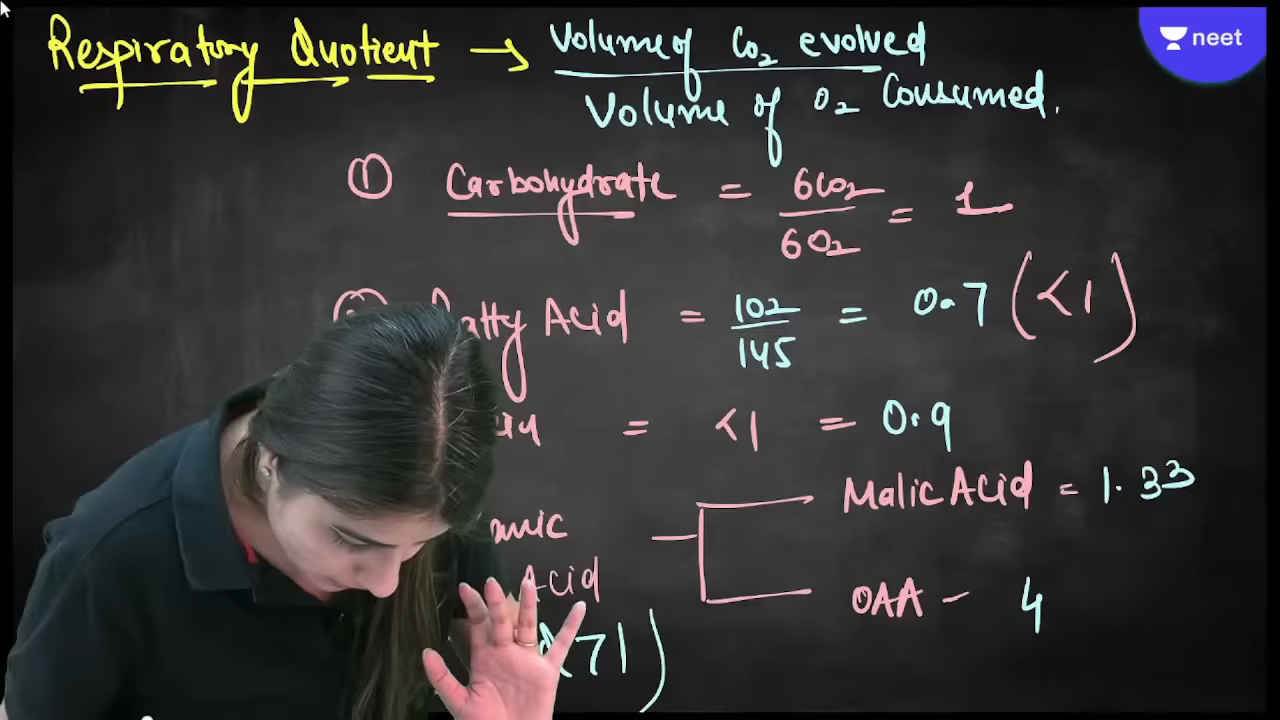 Respiratory Quotient → Volume of CO2 evolved
Volume of O2 Consumed.
neet
① Carbohydrate = 6CO2 / 6O2 = 1
Acid = 102 / 145 = 0.7 (<1)
= <1 = 0.9
Malic Acid = 1.33
Acid
OAA - 4
(71)